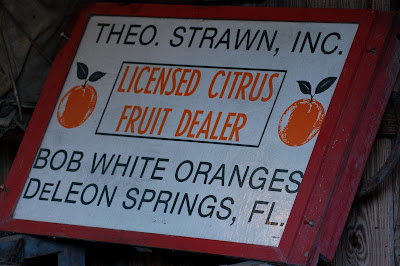 THEO. STRAWN, INC.
LICENSED CITRUS
FRUIT DEALER
BOB WHITE ORANGES
DeLEON SPRINGS, FL.